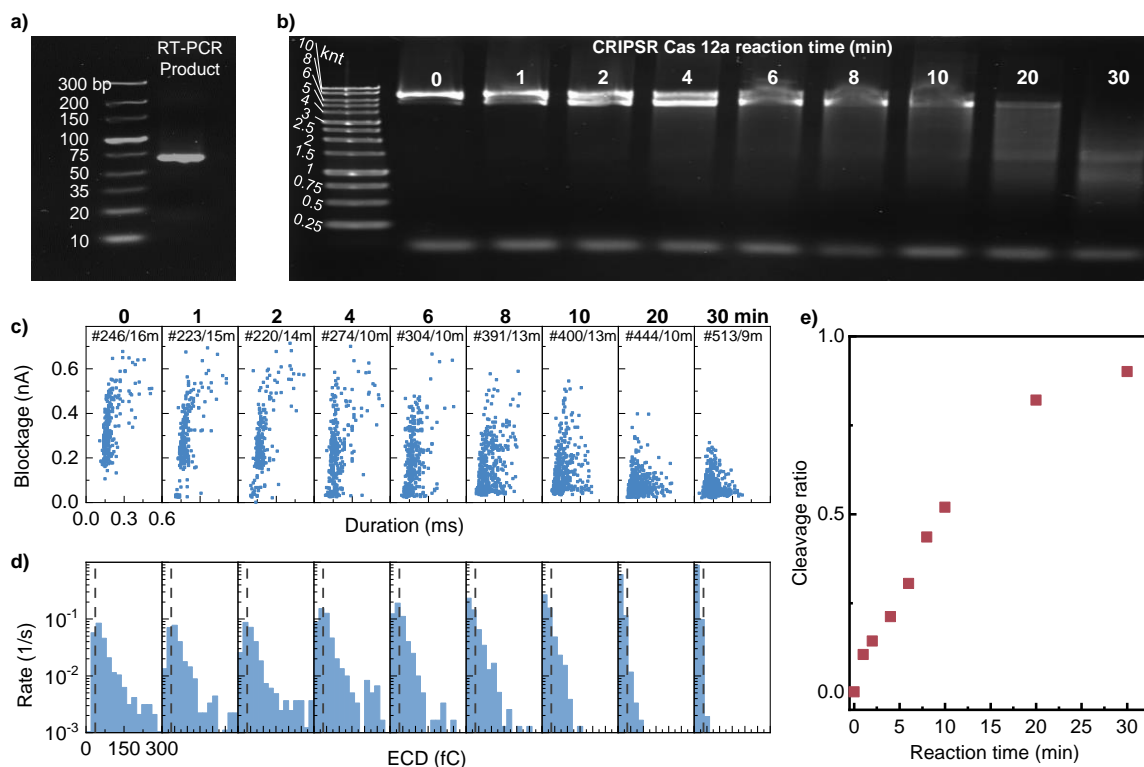 a)
RT-PCR
Product
300 bp
200
150
100
75
50
35
20
10
b)
CRIPSR Cas 12a reaction time (min)
knt
10
8
6
5
4
3
2.5
2
1.5
1
0.75
0.5
0.25
0 1 2 4 6 8 10 20 30
c)
0 1 2 4 6 8 10 20 30 min
#246/16m #223/15m #220/14m #274/10m #304/10m #391/13m #400/13m #444/10m #513/9m
Blockage (nA)
0.6
0.4
0.2
0.0
0.0 0.3 0.6
Duration (ms)
d)
Rate (1/s)
10-1
10-2
10-3
0 150 300
ECD (fC)
e)
Cleavage ratio
1.0
0.5
0.0
0 5 10 15 20 25 30
Reaction time (min)